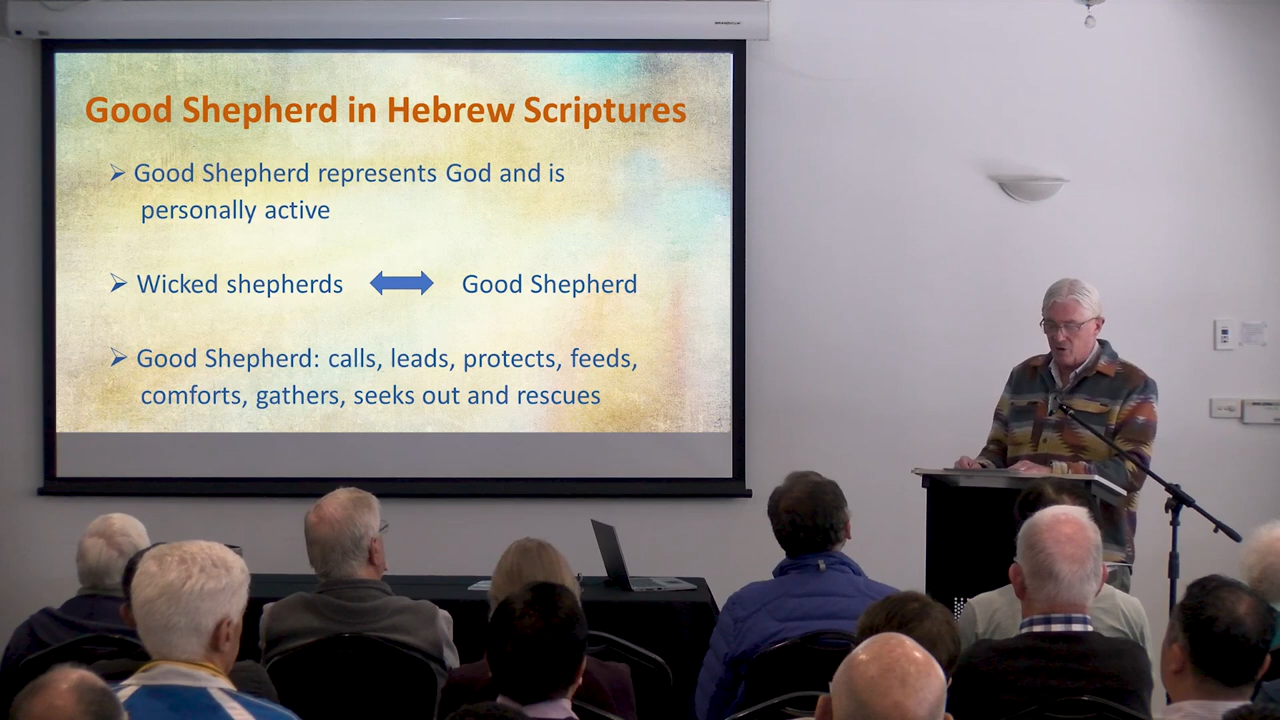 Good Shepherd in Hebrew Scriptures
➢ Good Shepherd represents God and is
personally active
➢ Wicked shepherds Good Shepherd
➢ Good Shepherd: calls, leads, protects, feeds,
comforts, gathers, seeks out and rescues